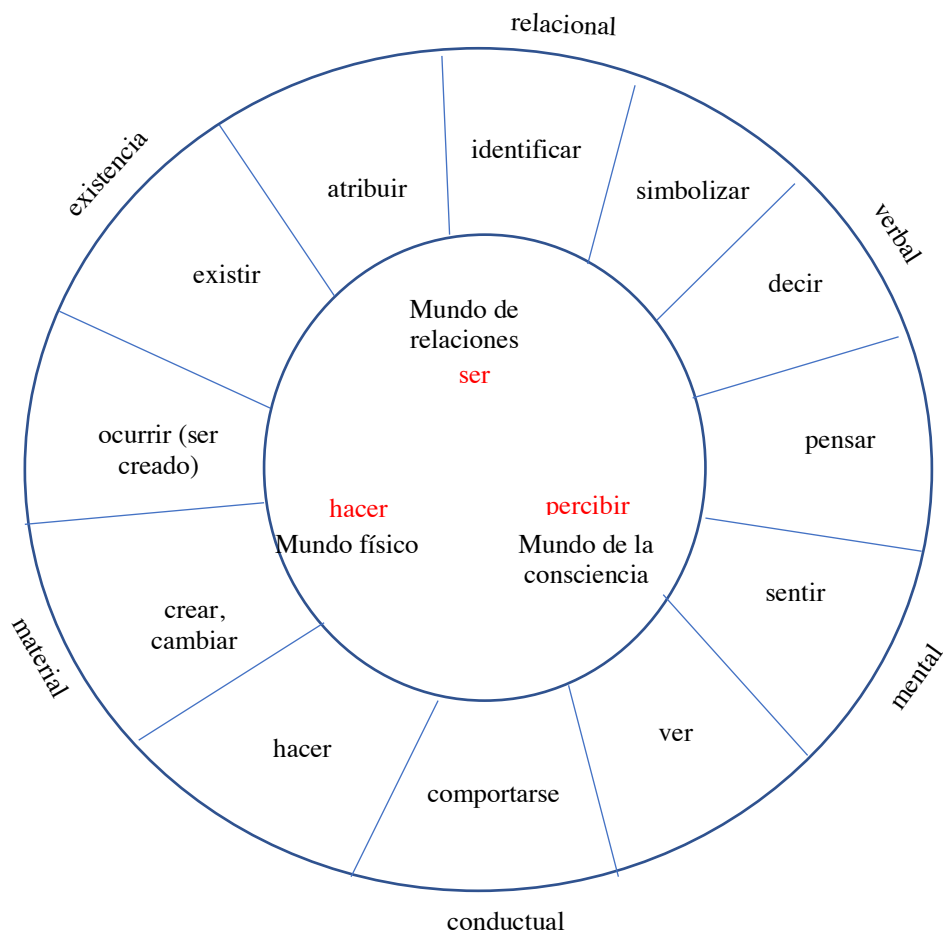 relacional
identificar
existencia
atribuir
simbolizar
verbal
existir
decir
Mundo de
relaciones
ser
ocurrir (ser
creado)
pensar
hacer
percibir
Mundo físico
Mundo de la
consciencia
sentir
crear,
cambiar
material
mental
hacer
ver
comportarse
conductual